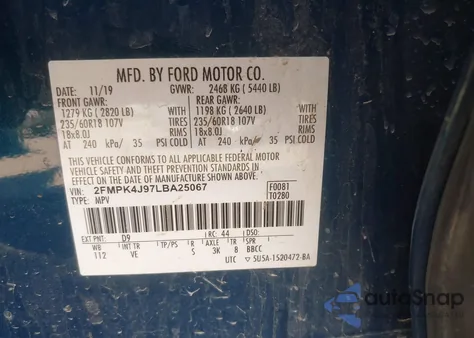 MFD. BY FORD MOTOR CO.
DATE: 11/19 GVWR: 2468 KG ( 5440 LB)
FRONT GAWR: REAR GAWR:
1279 KG ( 2820 LB) WITH 1198 KG ( 2640 LB) WITH
235/60R18 107V TIRES 235/60R18 107V TIRES
18x8.0J RIMS 18x8.0J RIMS
AT 240 kPa/ 35 PSI COLD AT 240 kPa/ 35 PSI
THIS VEHICLE CONFORMS TO ALL APPLICABLE FEDERAL MOTOR
VEHICLE SAFETY AND THEFT PREVENTION STANDARDS IN EFFECT
ON THE DATE OF MANUFACTURE SHOWN ABOVE.
VIN: 2FMPK4J97LBA25067 F0081
TYPE: MPV T0280
EXT PNT: D9 RC: 44
WB TP/PS R AXLE TR SPR
112 VE S 3K 8 BBCC
UTC 5U5A-1520472-BA
autoSnap